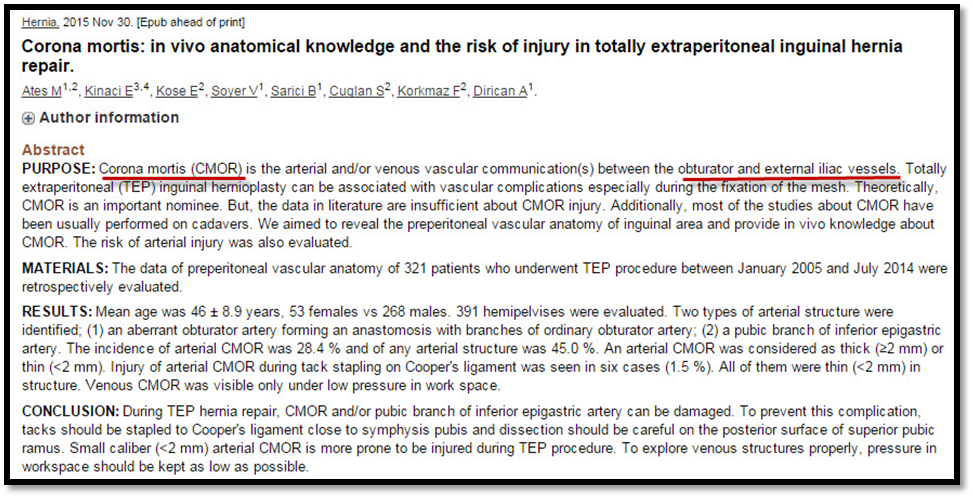 Hernia. 2015 Nov 30. [Epub ahead of print]
Corona mortis: in vivo anatomical knowledge and the risk of injury in totally extraperitoneal inguinal hernia
repair.
Ates M1,2, Kinaci E3,4, Kose E2, Soyer V1, Sarici B1, Cuglan S2, Korkmaz F2, Dirican A1.
Author information
Abstract
PURPOSE: Corona mortis (CMOR) is the arterial and/or venous vascular communication(s) between the obturator and external iliac vessels. Totally
extraperitoneal (TEP) inguinal hernioplasty can be associated with vascular complications especially during the fixation of the mesh. Theoretically,
CMOR is an important nominee. But, the data in literature are insufficient about CMOR injury. Additionally, most of the studies about CMOR have
been usually performed on cadavers. We aimed to reveal the preperitoneal vascular anatomy of inguinal area and provide in vivo knowledge about
CMOR. The risk of arterial injury was also evaluated.
MATERIALS: The data of preperitoneal vascular anatomy of 321 patients who underwent TEP procedure between January 2005 and July 2014 were
retrospectively evaluated.
RESULTS: Mean age was 46 ± 8.9 years, 53 females vs 268 males. 391 hemipelvises were evaluated. Two types of arterial structure were
identified; (1) an aberrant obturator artery forming an anastomosis with branches of ordinary obturator artery; (2) a pubic branch of inferior epigastric
artery. The incidence of arterial CMOR was 28.4 % and of any arterial structure was 45.0 %. An arterial CMOR was considered as thick (≥2 mm) or
thin (<2 mm). Injury of arterial CMOR during tack stapling on Cooper's ligament was seen in six cases (1.5 %). All of them were thin (<2 mm) in
structure. Venous CMOR was visible only under low pressure in work space.
CONCLUSION: During TEP hernia repair, CMOR and/or pubic branch of inferior epigastric artery can be damaged. To prevent this complication,
tacks should be stapled to Cooper's ligament close to symphysis pubis and dissection should be careful on the posterior surface of superior pubic
ramus. Small caliber (<2 mm) arterial CMOR is more prone to be injured during TEP procedure. To explore venous structures properly, pressure in
workspace should be kept as low as possible.